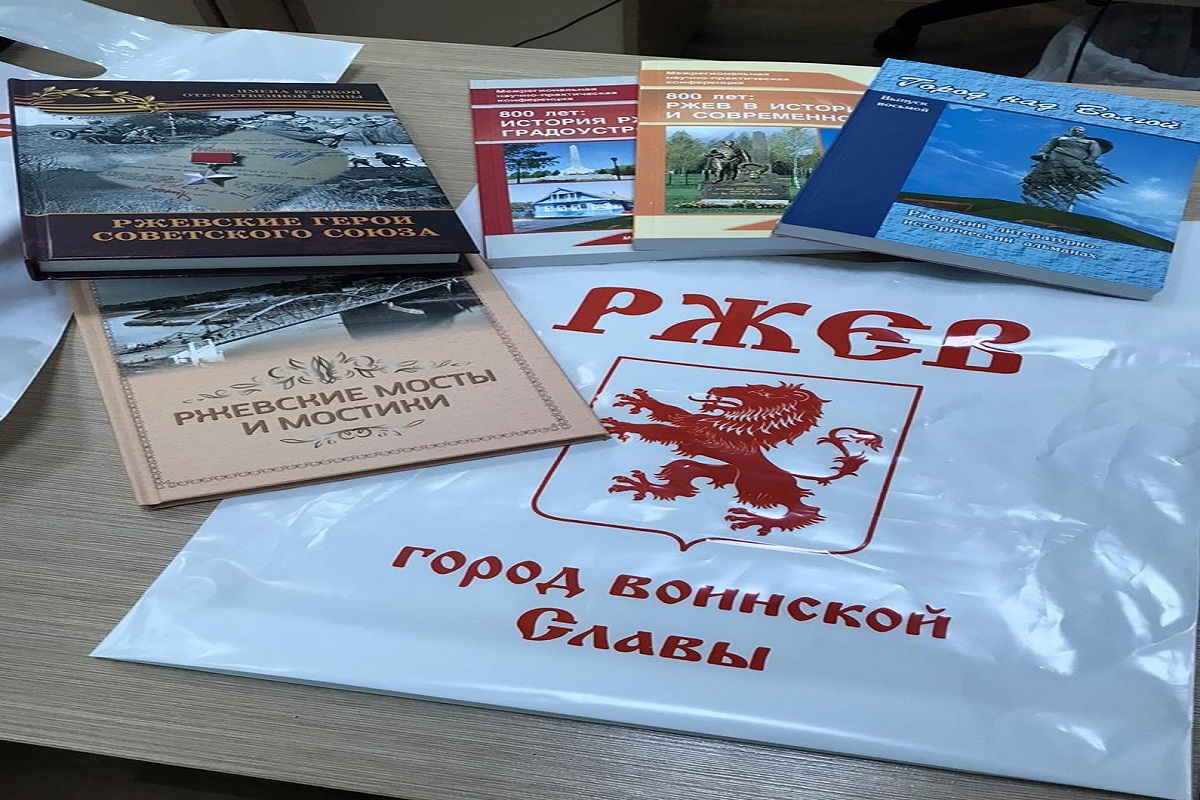 ИМЕНА ВЕЛИКОЙ
ОТЕЧЕСТВЕННОЙ ВОЙНЫ
РЖЕВСКИЕ ГЕРОИ
СОВЕТСКОГО СОЮЗА
РЖЕВСКИЕ МОСТЫ
И МОСТИКИ
Межрегиональная
научно-практическая
конференция
800 лет:
ИСТОРИЯ РЖ
ГРАДОУСТР
Межрегиональная
научно-практическая
конференция
800 лет:
РЖЕВ В ИСТОРИ
И СОВРЕМЕННО
Город над Волгой
Выпуск
восьмой
Ржевский литературно-
исторический альманах
РЖЕВ
город воинской
Славы